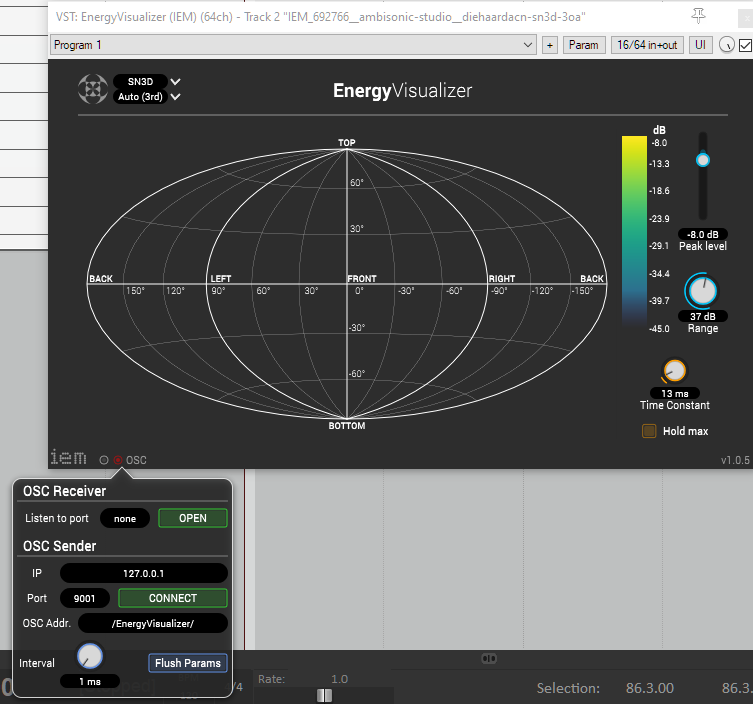 VST: EnergyVisualizer (IEM) (64ch) - Track 2 "IEM_692766__ambisonic-studio__diehaardacn-sn3d-3oa"
Program 1
+
Param
16/64 in+out
UI
SN3D
Auto (3rd)
EnergyVisualizer
TOP
60°
30°
BACK
LEFT
FRONT
RIGHT
BACK
150°
120°
90°
60°
30°
0°
-30°
-60°
-90°
-120°
-150°
-30°
-60°
BOTTOM
dB
-8.0
-13.3
-18.6
-23.9
-29.1
-34.4
-39.7
-45.0
-8.0 dB
Peak level
37 dB
Range
13 ms
Time Constant
Hold max
iem
OSC
v1.0.5
OSC Receiver
Listen to port
none
OPEN
OSC Sender
IP
127.0.0.1
Port
9001
CONNECT
OSC Addr.
/EnergyVisualizer/
Interval
1 ms
Flush Params
/4
Rate:
1.0
Selection:
86.3.00
86.3.